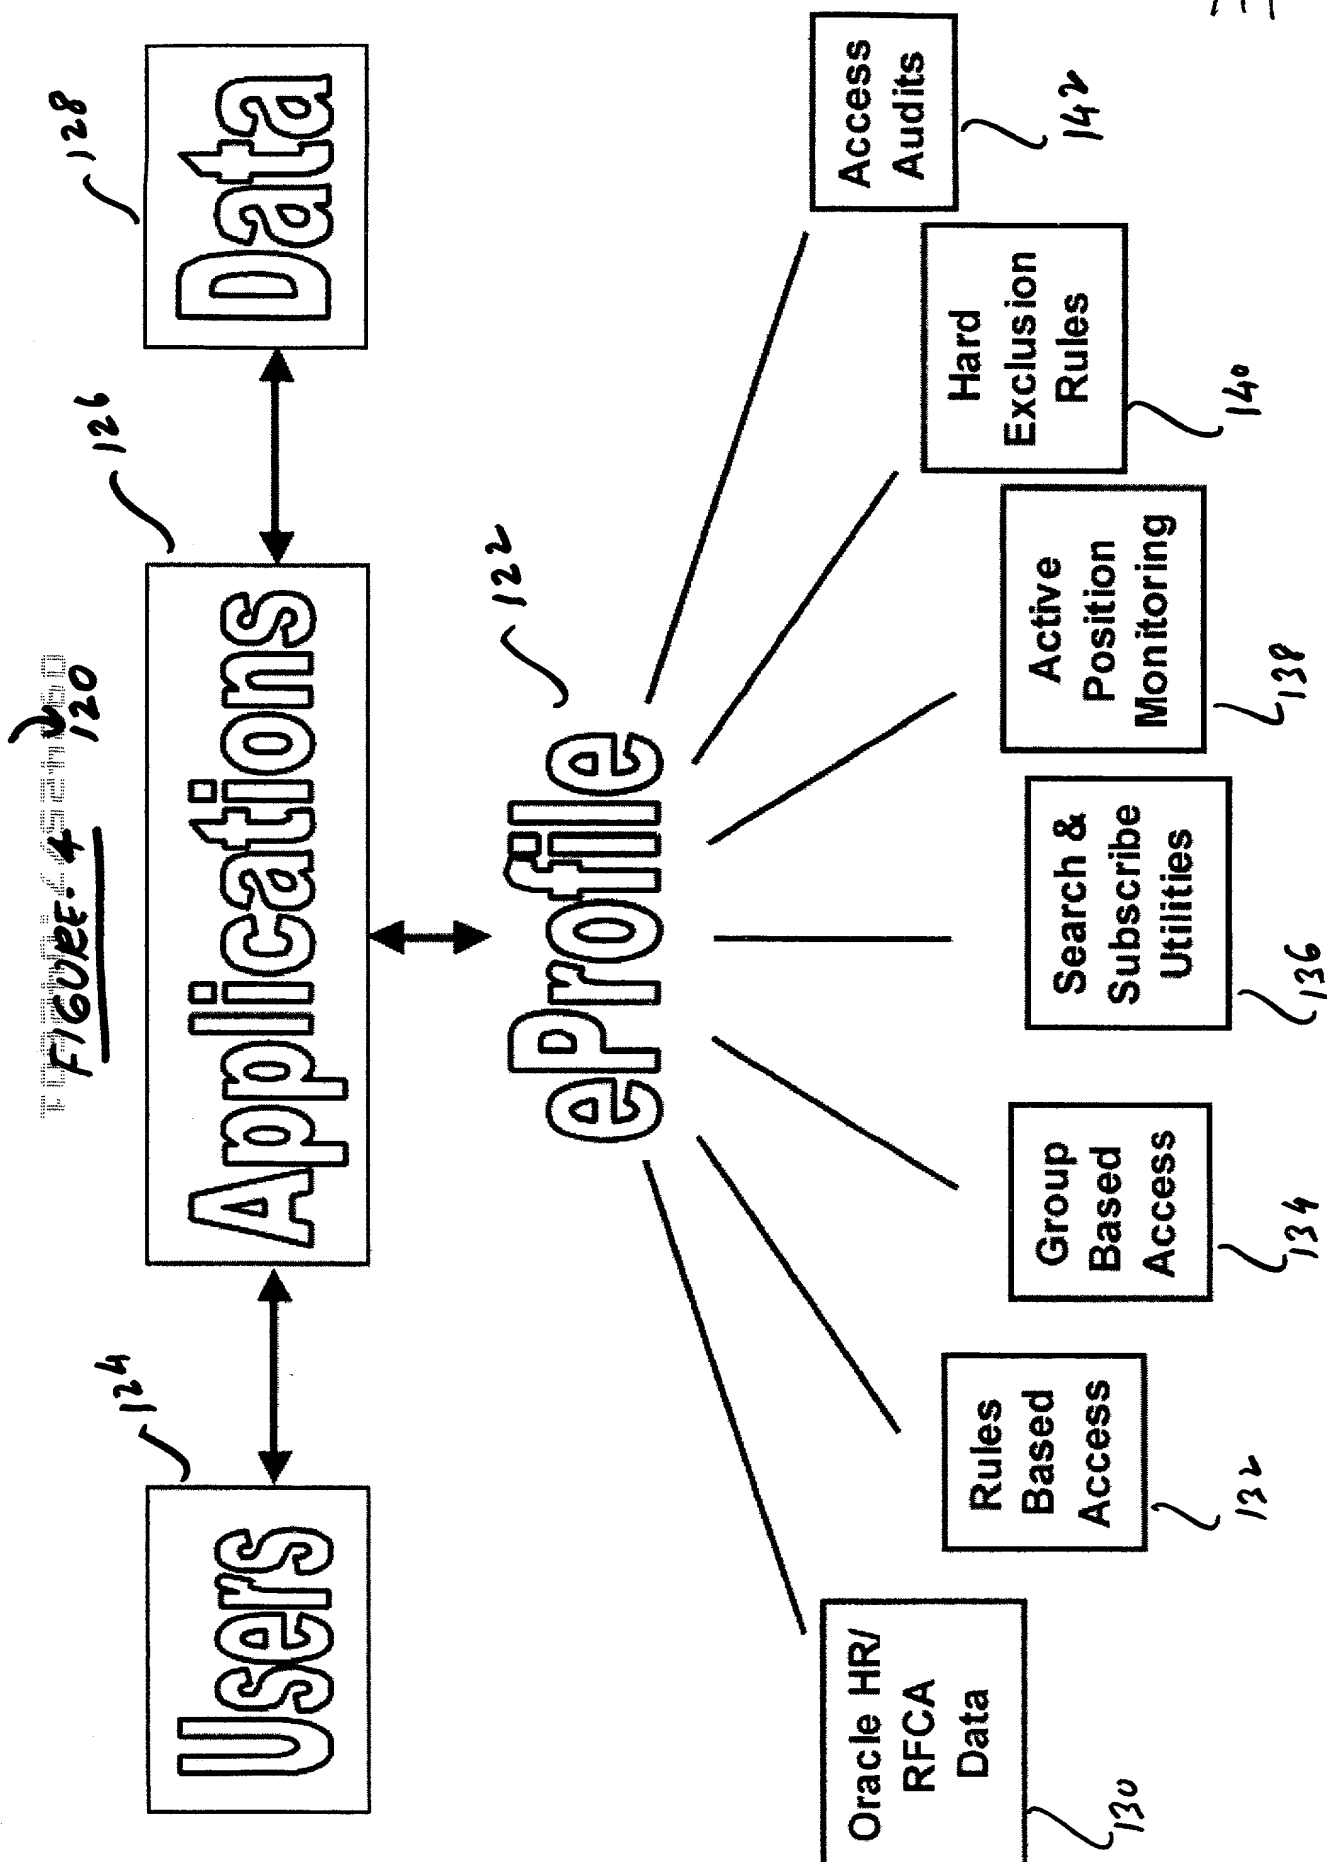 FIGURE. 4
120
124
126
128
Users
Applications
Data
122
eProfile
Oracle HR/
RFCA
Data
130
Rules
Based
Access
132
Group
Based
Access
134
Search &
Subscribe
Utilities
136
Active
Position
Monitoring
138
Hard
Exclusion
Rules
140
Access
Audits
142